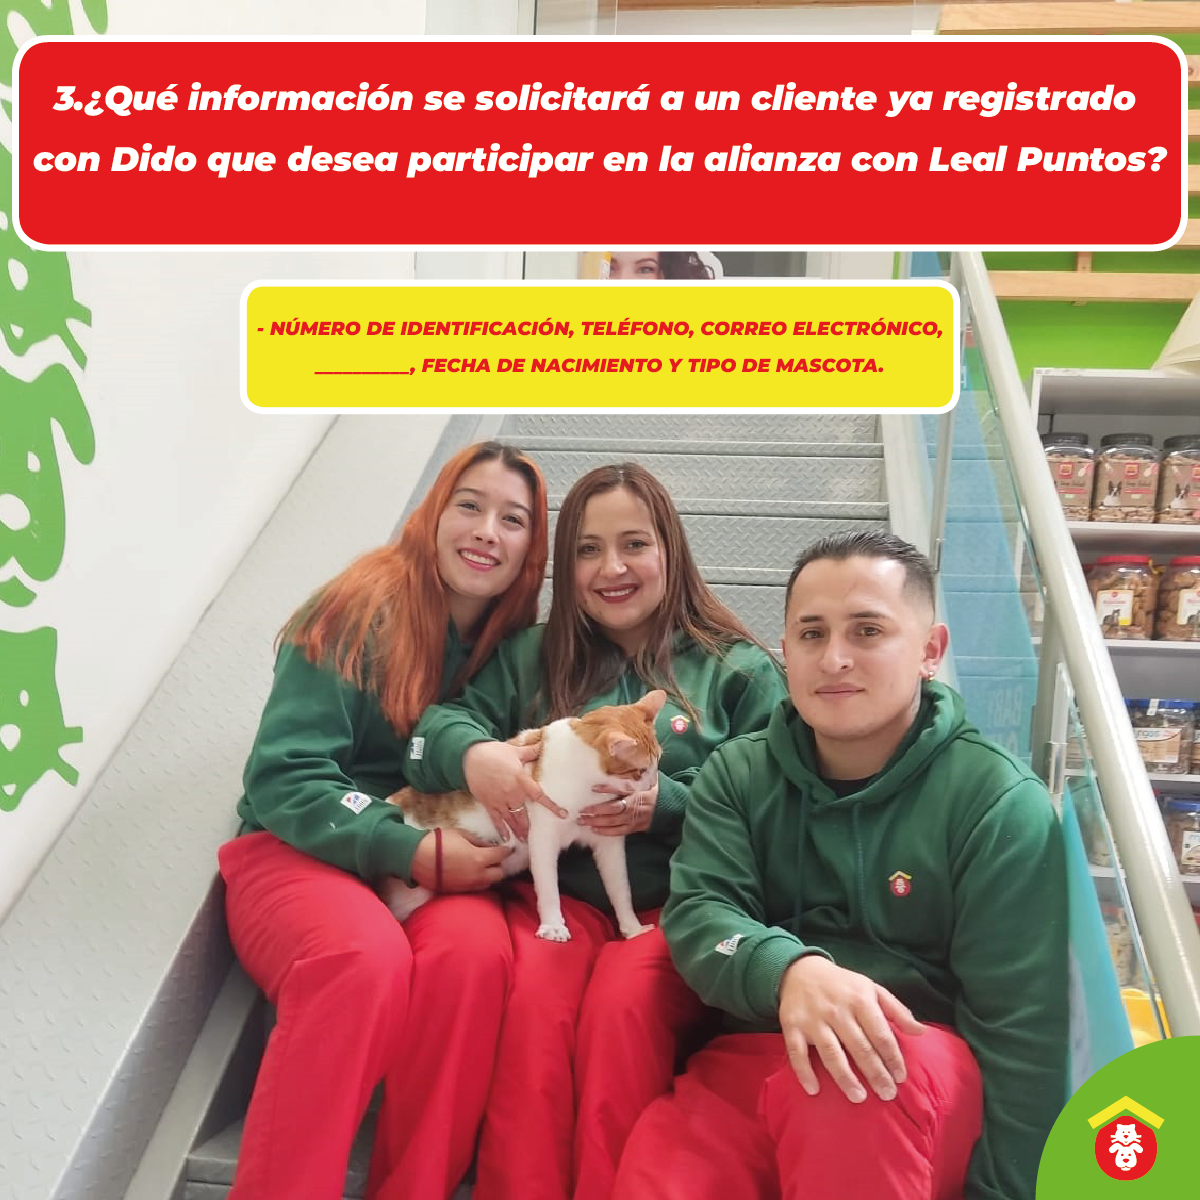 3.¿Qué información se solicitará a un cliente ya registrado
con Dido que desea participar en la alianza con Leal Puntos?
- NÚMERO DE IDENTIFICACIÓN, TELÉFONO, CORREO ELECTRÓNICO,
__________, FECHA DE NACIMIENTO Y TIPO DE MASCOTA.